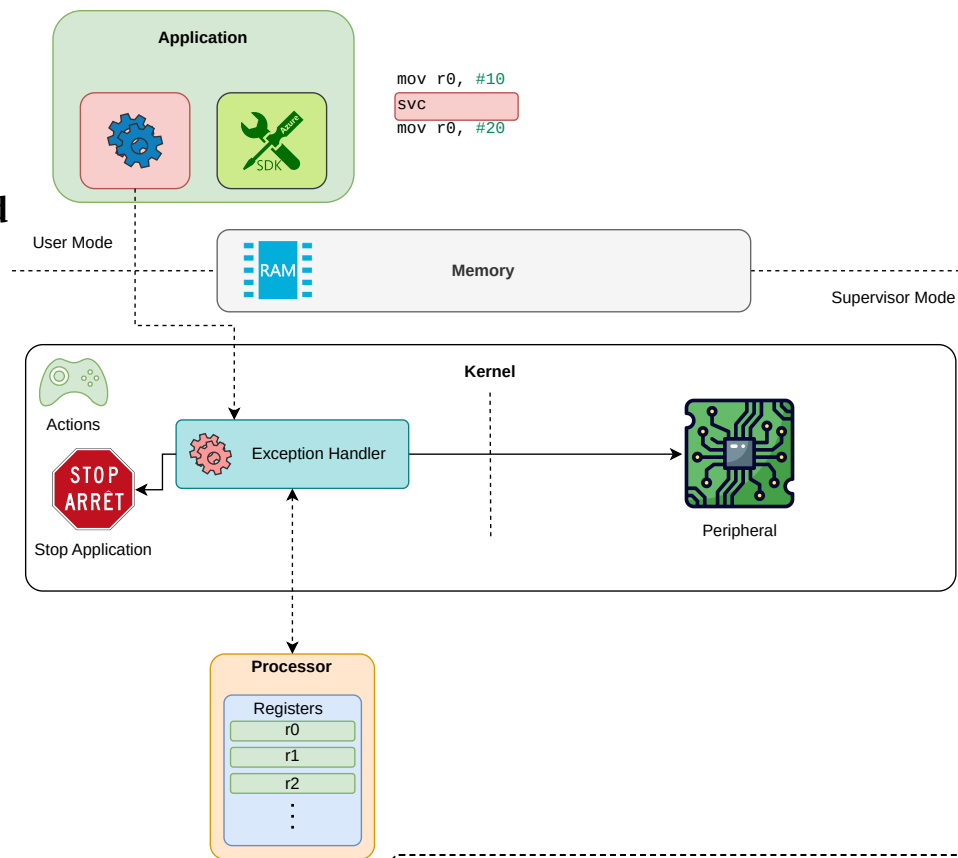 Application
mov r0, #10
svc
mov r0, #20
Azure
SDK
User Mode
RAM
Memory
Supervisor Mode
Kernel
Actions
Exception Handler
STOP
ARRÊT
Stop Application
Peripheral
Processor
Registers
r0
r1
r2